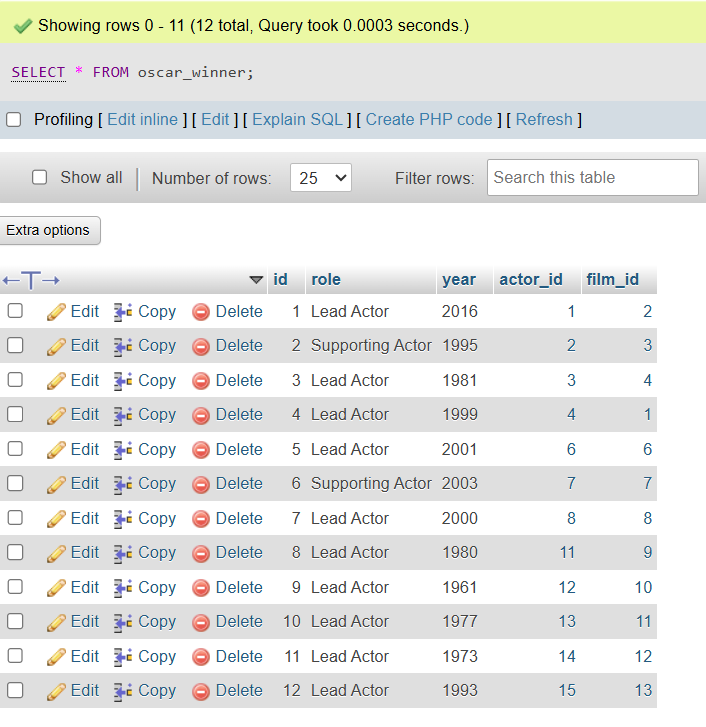 Showing rows 0 - 11 (12 total, Query took 0.0003 seconds.)
SELECT * FROM oscar_winner;
Profiling [ Edit inline ] [ Edit ] [ Explain SQL ] [ Create PHP code ] [ Refresh ]
Show all Number of rows: 25 Filter rows: Search this table
Extra options
←T→ id role year actor_id film_id
Edit Copy Delete 1 Lead Actor 2016 1 2
Edit Copy Delete 2 Supporting Actor 1995 2 3
Edit Copy Delete 3 Lead Actor 1981 3 4
Edit Copy Delete 4 Lead Actor 1999 4 1
Edit Copy Delete 5 Lead Actor 2001 6 6
Edit Copy Delete 6 Supporting Actor 2003 7 7
Edit Copy Delete 7 Lead Actor 2000 8 8
Edit Copy Delete 8 Lead Actor 1980 11 9
Edit Copy Delete 9 Lead Actor 1961 12 10
Edit Copy Delete 10 Lead Actor 1977 13 11
Edit Copy Delete 11 Lead Actor 1973 14 12
Edit Copy Delete 12 Lead Actor 1993 15 13